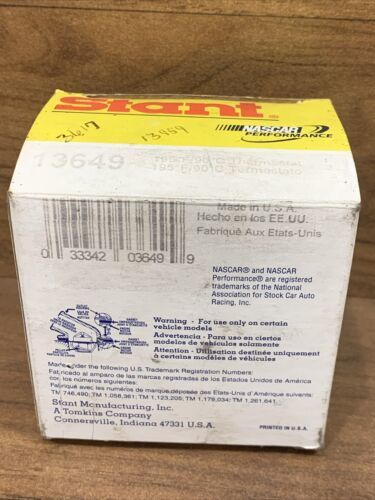 Stant®
3617
13959
NASCAR
PERFORMANCE
13649 195°F/90°C Thermostat
195°F/90°C Termostato
Made in U.S.A.
Hecho en los EE.UU.
Fabriqué Aux Etats-Unis
0 33342 03649 9
NASCAR® and NASCAR
Performance® are registered
trademarks of the National
Association for Stock Car Auto
Racing, Inc.
Warning - For use only on certain
vehicle models
Advertencia - Para uso en ciertos
modelos de vehículos solamente
Attention - Utilisation destinée uniquement
à certains modèles de véhicules
Made under the following U.S. Trademark Registration Numbers:
Fabricado al amparo de las marcas registradas de los Estados Unidos de América
con los números siguientes:
Fabriqué avec les numéros de marque déposée des Etats-Unis d'Amérique suivants:
TM 746,490; TM 1,058,361; TM 1,123,205; TM 1,179,034; TM 1,261,641
Stant Manufacturing, Inc.
A Tomkins Company
Connersville, Indiana 47331 U.S.A.
PRINTED IN U.S.A.